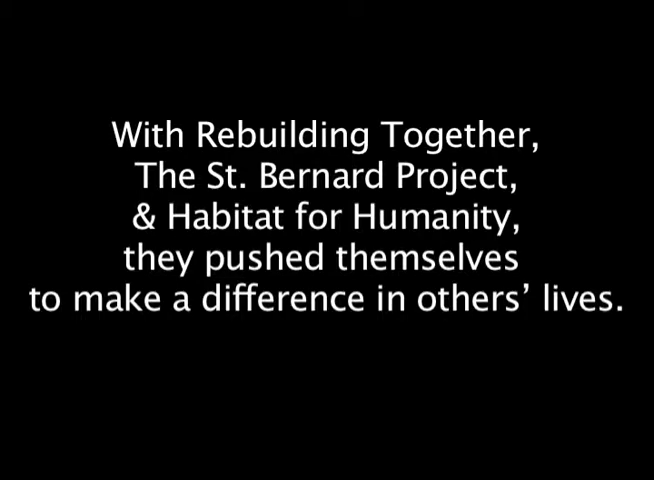 With Rebuilding Together,
The St. Bernard Project,
& Habitat for Humanity,
they pushed themselves
to make a difference in others’ lives.